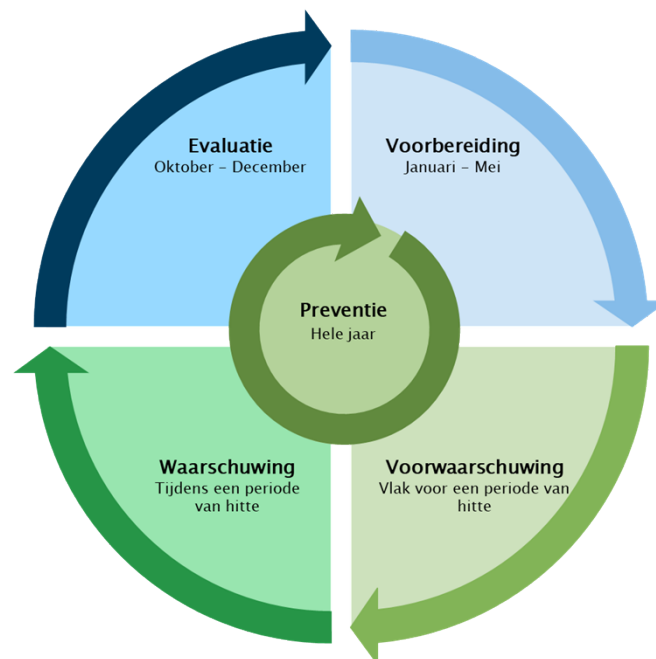 Evaluatie
Oktober – December
Voorbereiding
Januari – Mei
Preventie
Hele jaar
Waarschuwing
Tijdens een periode
van hitte
Voorwaarschuwing
Vlak voor een periode van
hitte